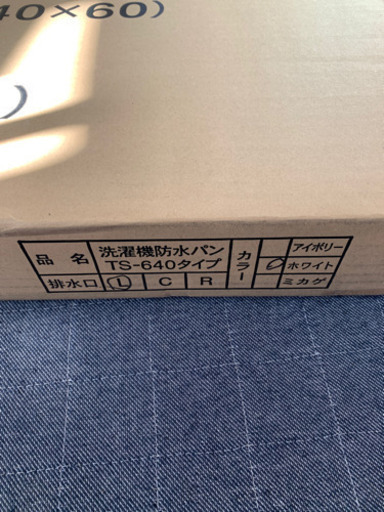 40×60)
)
品名 洗濯機防水パン
TS-640タイプ
カラー アイボリー
ホワイト
ミカゲ
排水口 L C R